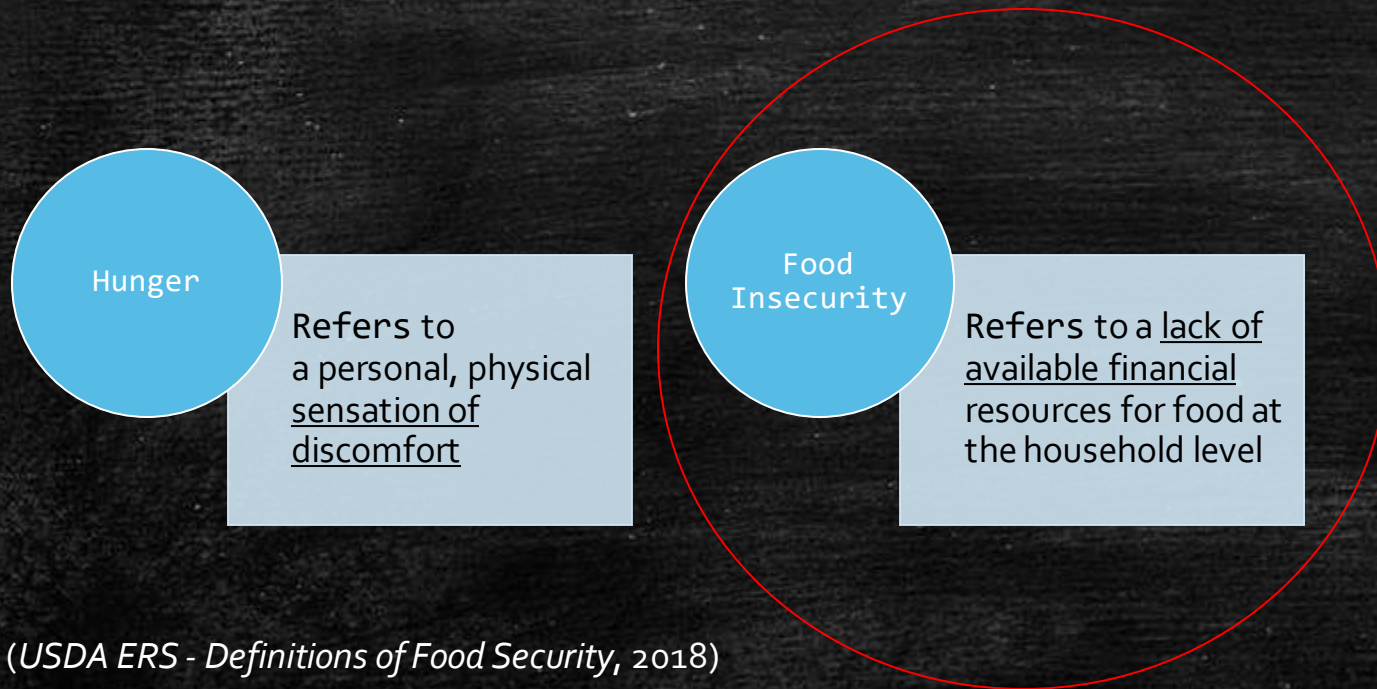 Hunger
Refers to
a personal, physical
sensation of
discomfort
Food
Insecurity
Refers to a lack of
available financial
resources for food at
the household level
(USDA ERS - Definitions of Food Security, 2018)